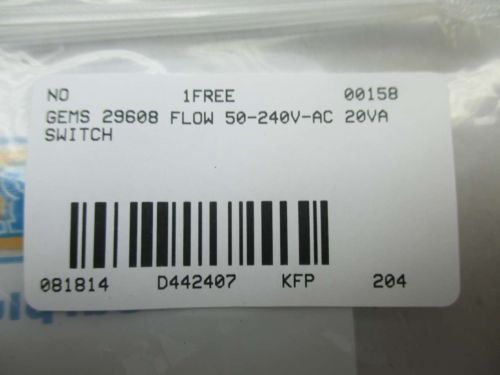 NO 1FREE 00158
GEMS 29608 FLOW 50-240V-AC 20VA
SWITCH
081814 D442407 KFP 204